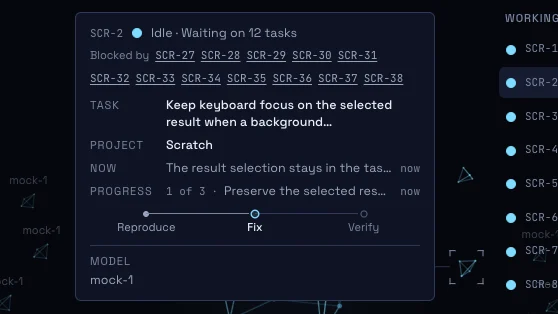 SCR-2 Idle · Waiting on 12 tasks
Blocked by SCR-27 SCR-28 SCR-29 SCR-30 SCR-31
SCR-32 SCR-33 SCR-34 SCR-35 SCR-36 SCR-37 SCR-38
TASK Keep keyboard focus on the selected
result when a background…
PROJECT Scratch
NOW The result selection stays in the tas… now
PROGRESS 1 of 3 · Preserve the selected res… now
Reproduce Fix Verify
MODEL
mock-1
mock-1
mock-1
ck-1
WORKING
SCR-1
SCR-2
SCR-3
SCR-4
SCR-5
SCR-6
mock-1
SCR-7
SCR-8